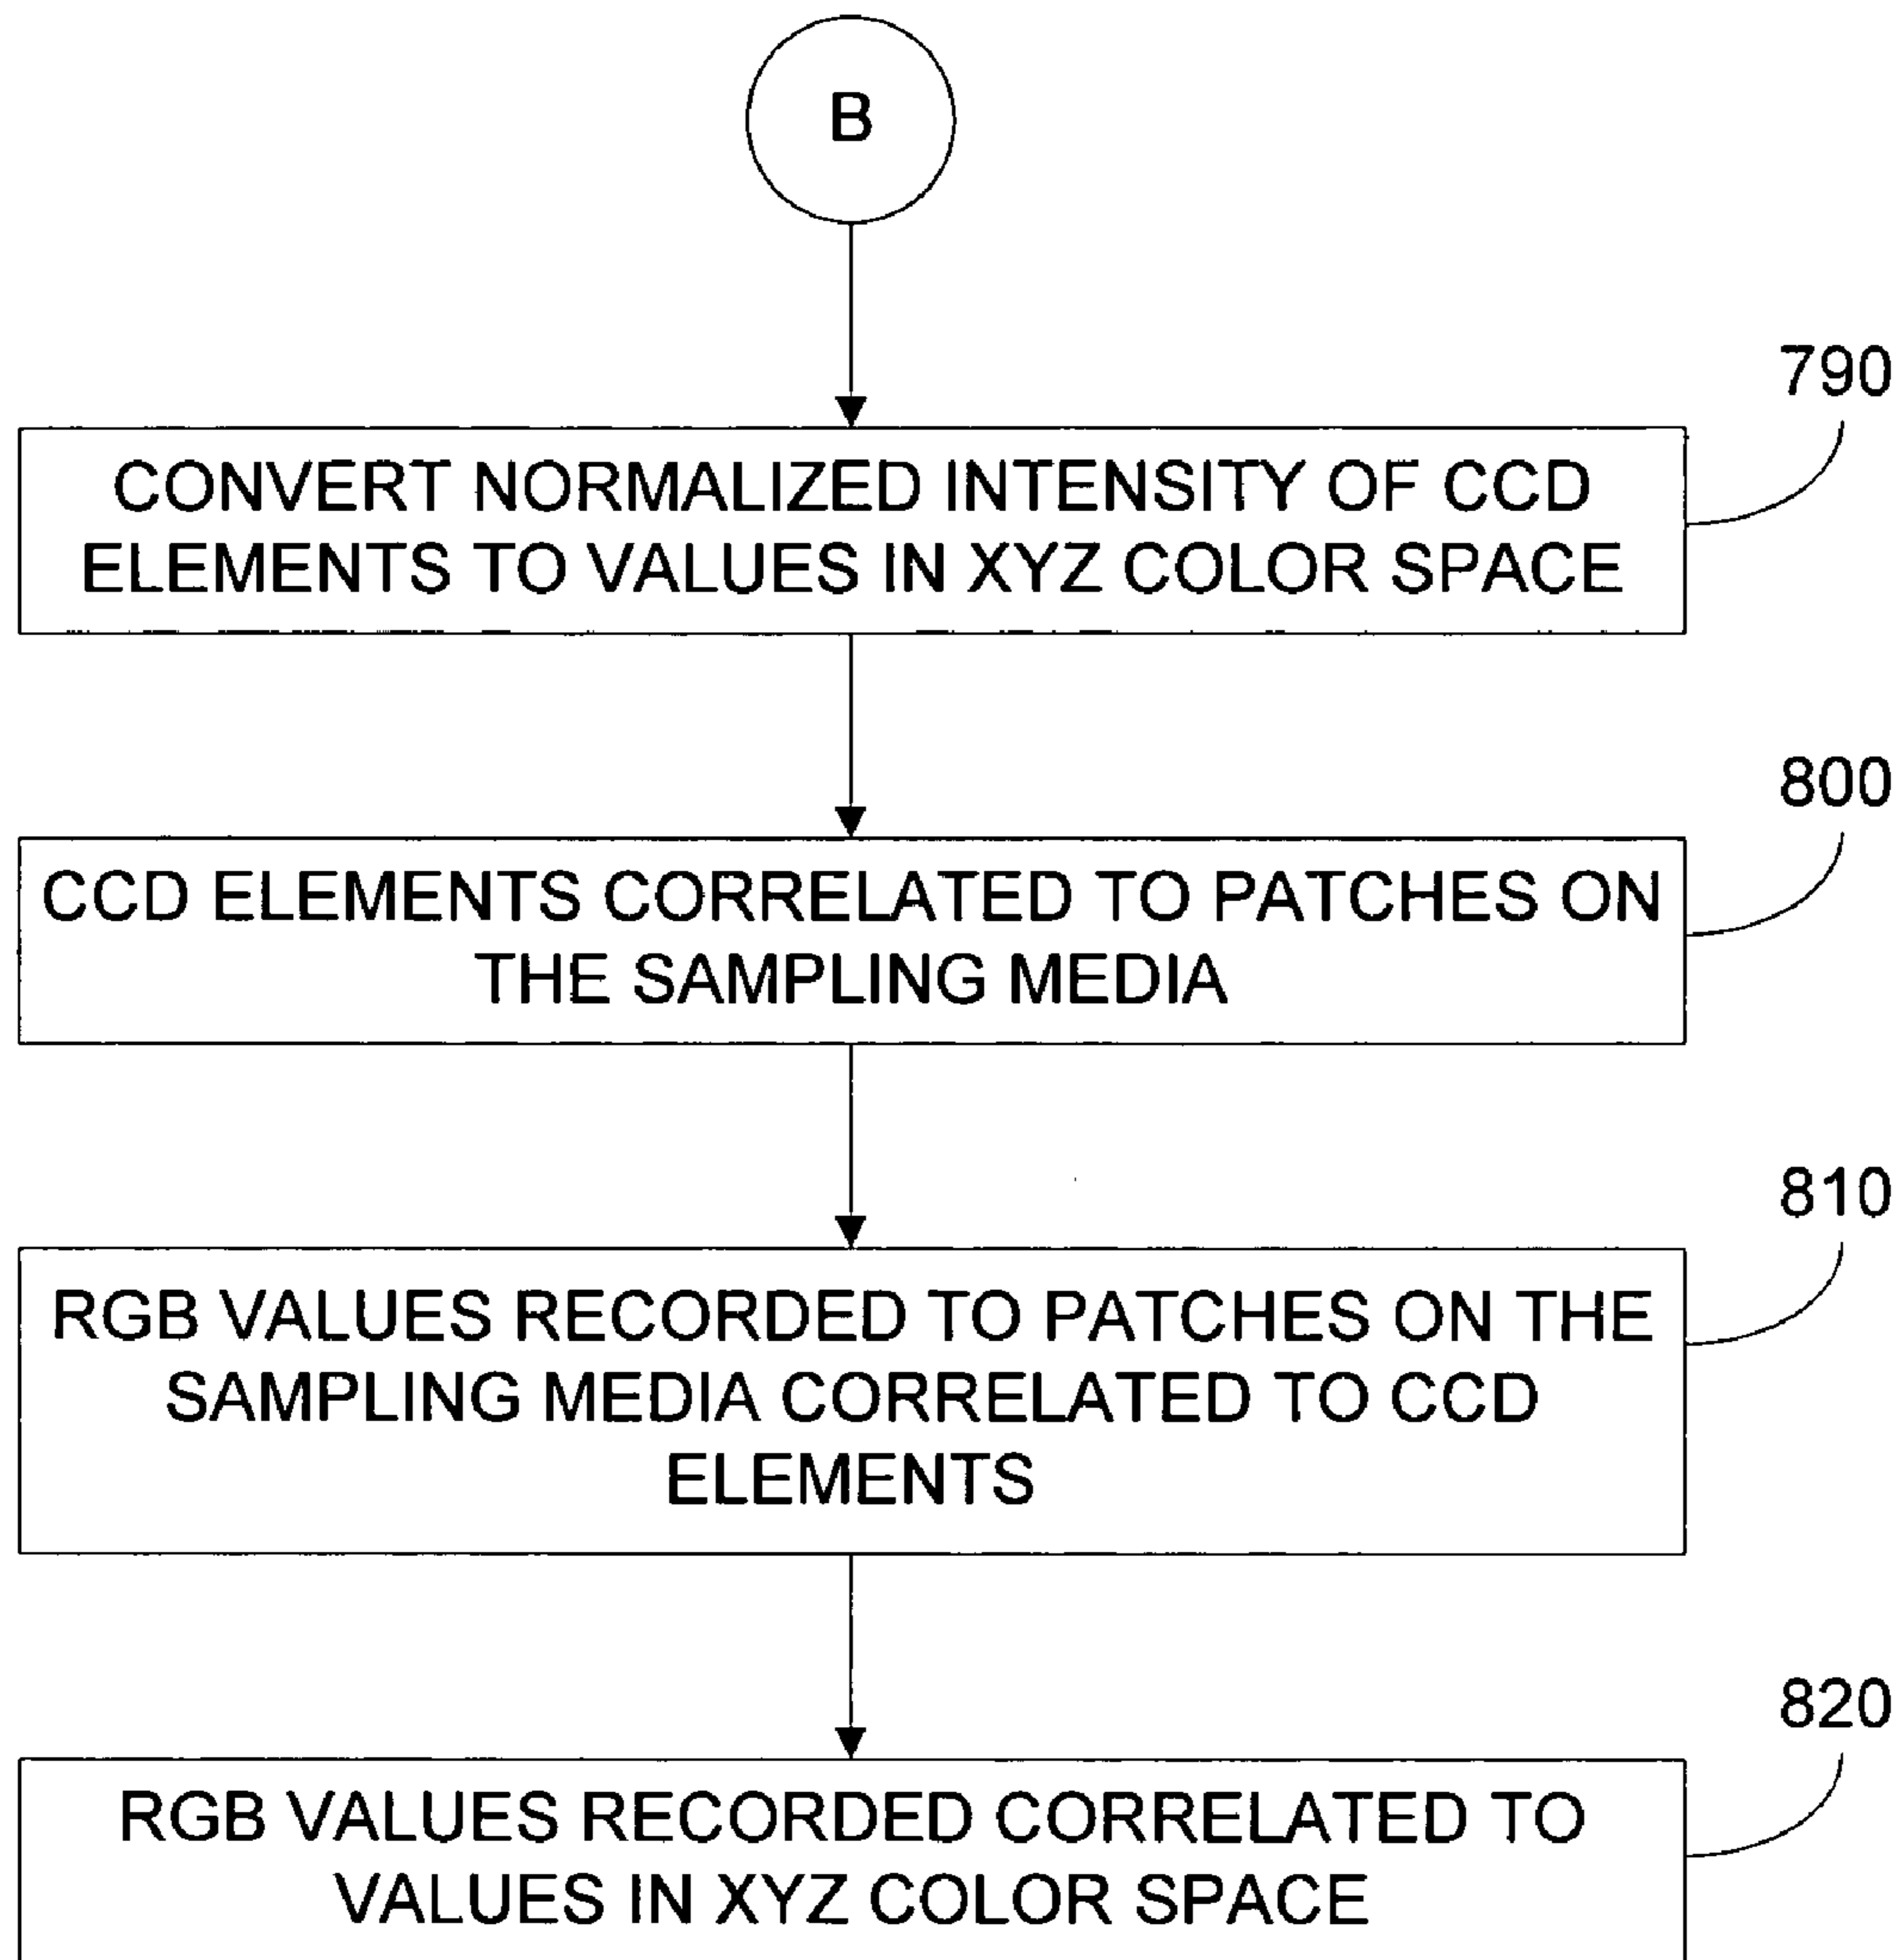 B
790
CONVERT NORMALIZED INTENSITY OF CCD
ELEMENTS TO VALUES IN XYZ COLOR SPACE
800
CCD ELEMENTS CORRELATED TO PATCHES ON
THE SAMPLING MEDIA
810
RGB VALUES RECORDED TO PATCHES ON THE
SAMPLING MEDIA CORRELATED TO CCD
ELEMENTS
820
RGB VALUES RECORDED CORRELATED TO
VALUES IN XYZ COLOR SPACE